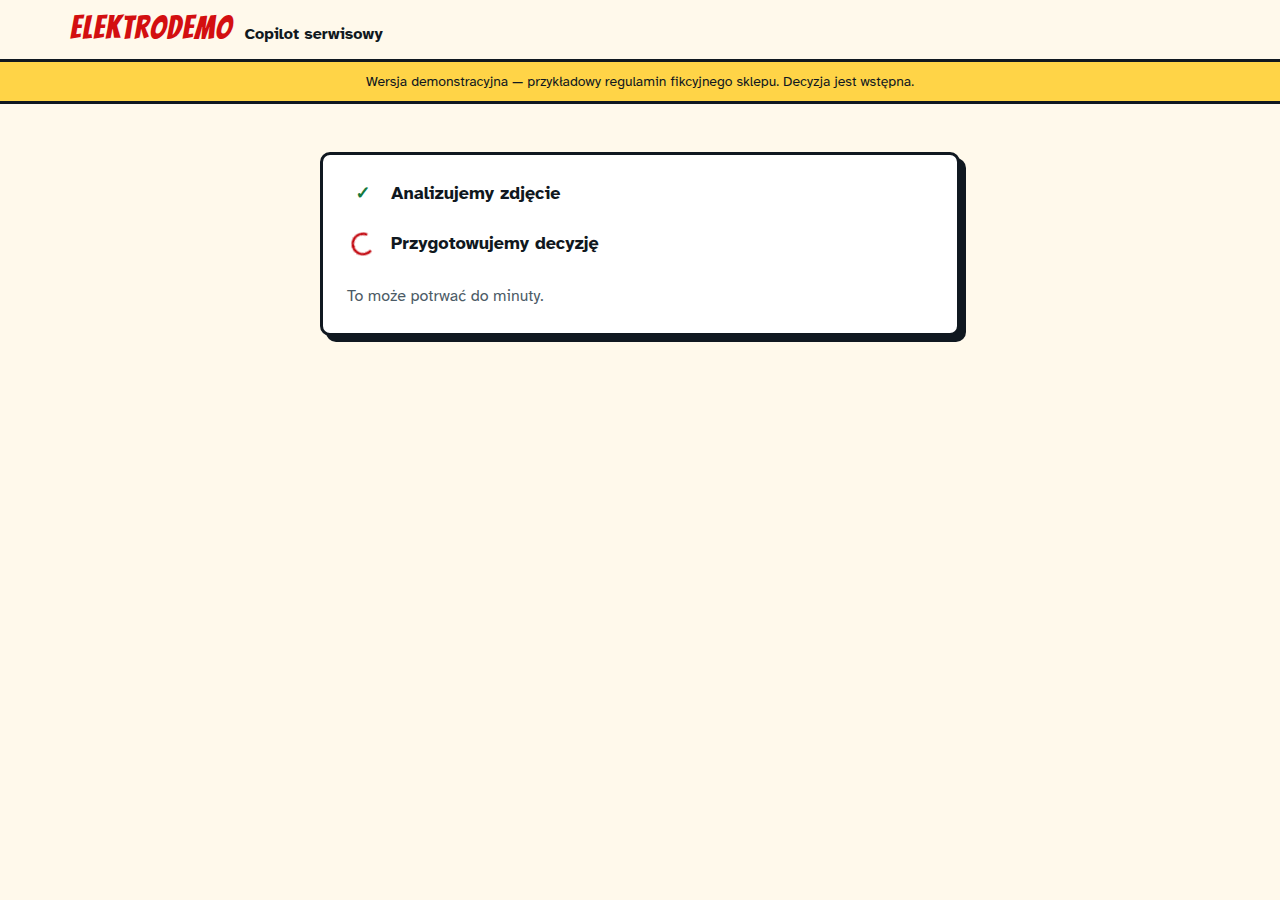 ELEKTRODEMO Copilot serwisowy
Wersja demonstracyjna — przykładowy regulamin fikcyjnego sklepu. Decyzja jest wstępna.
✓ Analizujemy zdjęcie
Przygotowujemy decyzję
To może potrwać do minuty.